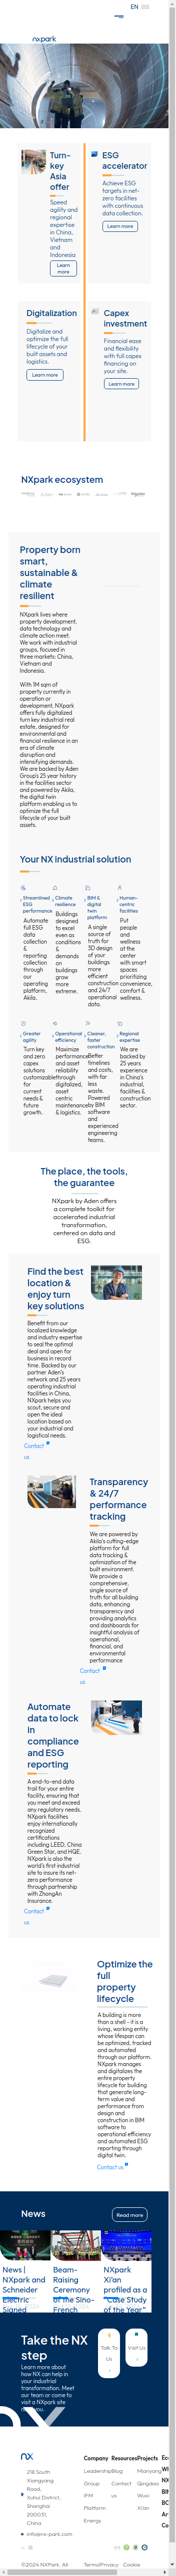 EN
nxpark
Turn-
key
Asia
offer
Speed
agility and
regional
expertise
in China,
Vietnam
and
Indonesia
Learn
more
ESG
accelerator
Achieve ESG
targets in net-
zero facilities
with continuous
data collection.
Learn more
Digitalization
Digitalize and
optimize the full
lifecycle of your
built assets and
logistics.
Learn more
Capex
investment
Financial ease
and flexibility
with full capex
financing on
your site.
Learn more
NXpark ecosystem
Property born
smart,
sustainable &
climate
resilient
NXpark lives where
property development,
data technology and
climate action meet.
We work with industrial
groups, focused in
three markets: China,
Vietnam and
Indonesia.
With 1M sqm of
property currently in
operation or
development, NXpark
offers fully digitalized
turn key industrial real
estate, designed for
environmental and
financial resilience in an
era of climate
disruption and
intensifying demands.
We are backed by Aden
Group's 25 year history
in the facilities sector
and powered by Akila,
the digital twin
platform enabling us to
optimize the full
lifecycle of your built
assets.
Your NX industrial solution
Streamlined
ESG
performance
Automate
full ESG
data
collection
&
reporting
collection
through
our
operating
platform,
Akila.
Climate
resilience
Buildings
designed
to excel
even as
conditions
&
demands
on
buildings
grow
more
extreme.
BIM &
digital
twin
platform
A single
source of
truth for
3D design
of your
buildings
more
efficient
construction
and 24/7
operational
data.
Human-
centric
facilities
Put
people
and
wellness
at the
center
with smart
spaces
prioritizing
convenience,
comfort &
wellness.
Greater
agility
Turn key
and zero
capex
solutions
customizable
for
current
needs &
future
growth.
Operational
efficiency
Maximize
performance
and asset
reliability
through
digitalized,
asset
centric
maintenance
& logistics.
Cleaner,
faster
construction
Better
timelines
and costs,
with far
less
waste.
Powered
by BIM
software
and
experienced
engineering
teams.
Regional
expertise
We are
backed by
25 years
experience
in China's
industrial,
facilities &
construction
sector.
The place, the tools,
the guarantee
NXpark by Aden offers
a complete toolkit for
accelerated industrial
transformation,
centered on data and
ESG.
Find the best
location &
enjoy turn
key solutions
Benefit from our
localized knowledge
and industry expertise
to seal the optimal
deal and open for
business in record
time. Backed by our
partner Aden's
network and 25 years
operating industrial
facilities in China,
NXpark helps you
secure and
open the ideal
location based on
your industrial and
logistical needs.
Contact
us
Transparency
& 24/7
performance
tracking
We are powered by
Akila's cutting-edge
platform for full
data tracking &
optimization of the
built environment.
We provide a
comprehensive,
single source of
truth for all building
data, enhancing
transparency and
providing analytics
and dashboards for
insightful analysis of
operational,
financial, and
environmental
performance
Contact
us
Automate
data to lock
in
compliance
and ESG
reporting
A end-to-end data
trail for your entire
facility, ensuring that
you meet and exceed
any regulatory needs.
NXpark facilities
enjoy internationally
recognized
certifications
including LEED, China
Green Star, and HQE.
NXpark is also the
world's first industrial
site to insure its net-
zero performance
through partnership
with ZhongAn
Insurance.
Contact
us
Optimize the
full
property
lifecycle
A building is more
than a shell - it is a
living, working entity
whose lifespan can
be optimized, tracked
and automated
through our platform.
NXpark manages
and digitalizes the
entire property
lifecycle for building
that generate long-
term value and
performance from
design and
construction in BIM
software to
operational efficiency
and automated ESG
reporting through
digital twin.
Contact us
News
Read more
News |
NXpark and
Schneider
Electric
Signed
Beam-
Raising
Ceremony
of the Sino-
French
NXpark
Xi'an
profiled as a
"Case Study
of the Year"
Take the NX
step
Learn more about
how NX can help in
your industrial
transformation. Meet
our team or come to
visit a NXpark site
near you.
Talk To
Us
Visit Us
NX
218 South
Xiangyang
Road,
Xuhui District,
Shanghai
200031,
China
info@nx-park.com
Company
Leadership
Group
IFM
Platform
Energy
Resources
Blog
Contact
us
Projects
Mianyang
Qingdao
Wuxi
Xi'an
©2024 NXPark. All
Terms|Privacy
Cookie